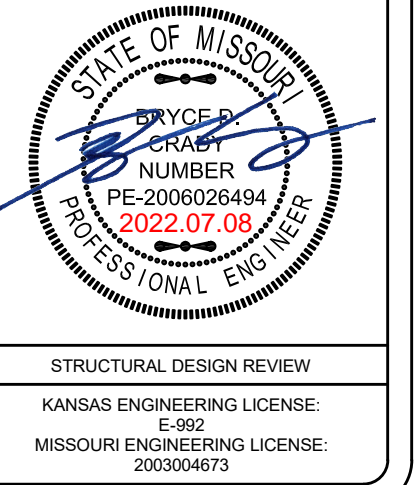 STATE OF MISSOURI
BRYCE D.
CRADY
NUMBER
PE-2006026494
2022.07.08
PROFESSIONAL ENGINEER
STRUCTURAL DESIGN REVIEW
KANSAS ENGINEERING LICENSE:
E-992
MISSOURI ENGINEERING LICENSE:
2003004673